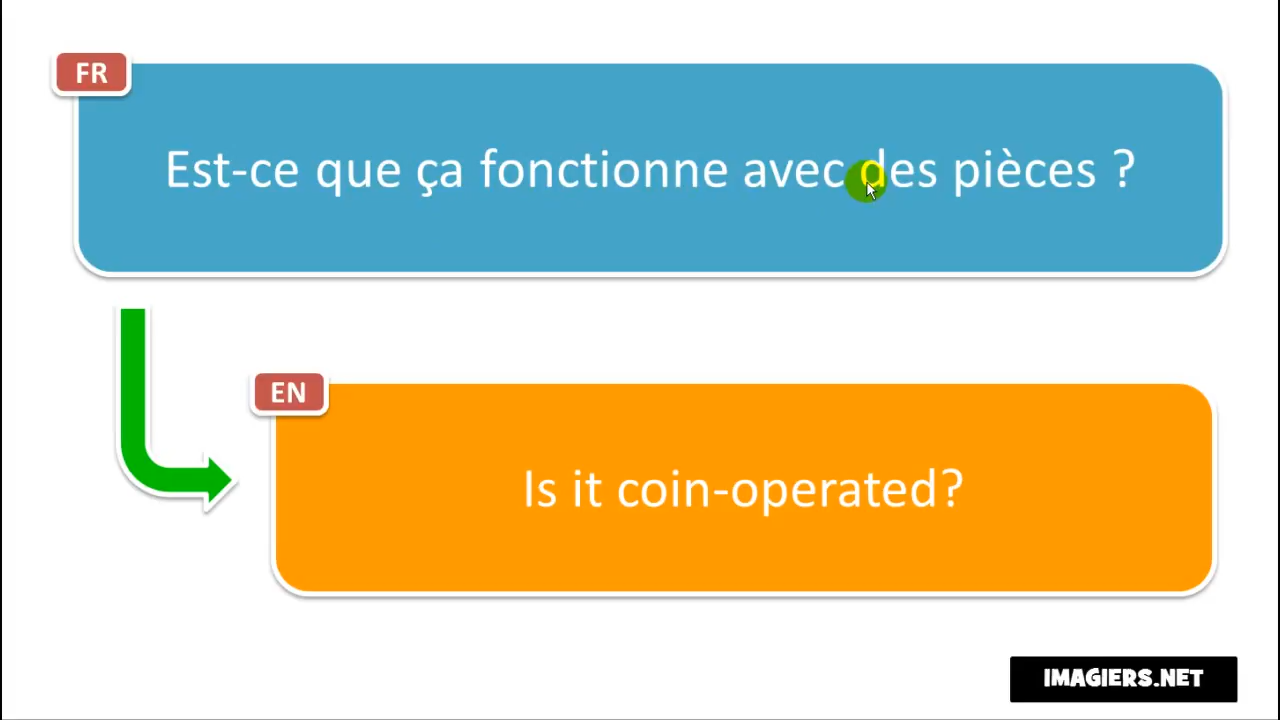 FR
Est-ce que ça fonctionne avec des pièces ?
EN
Is it coin-operated?
IMAGIERS.NET